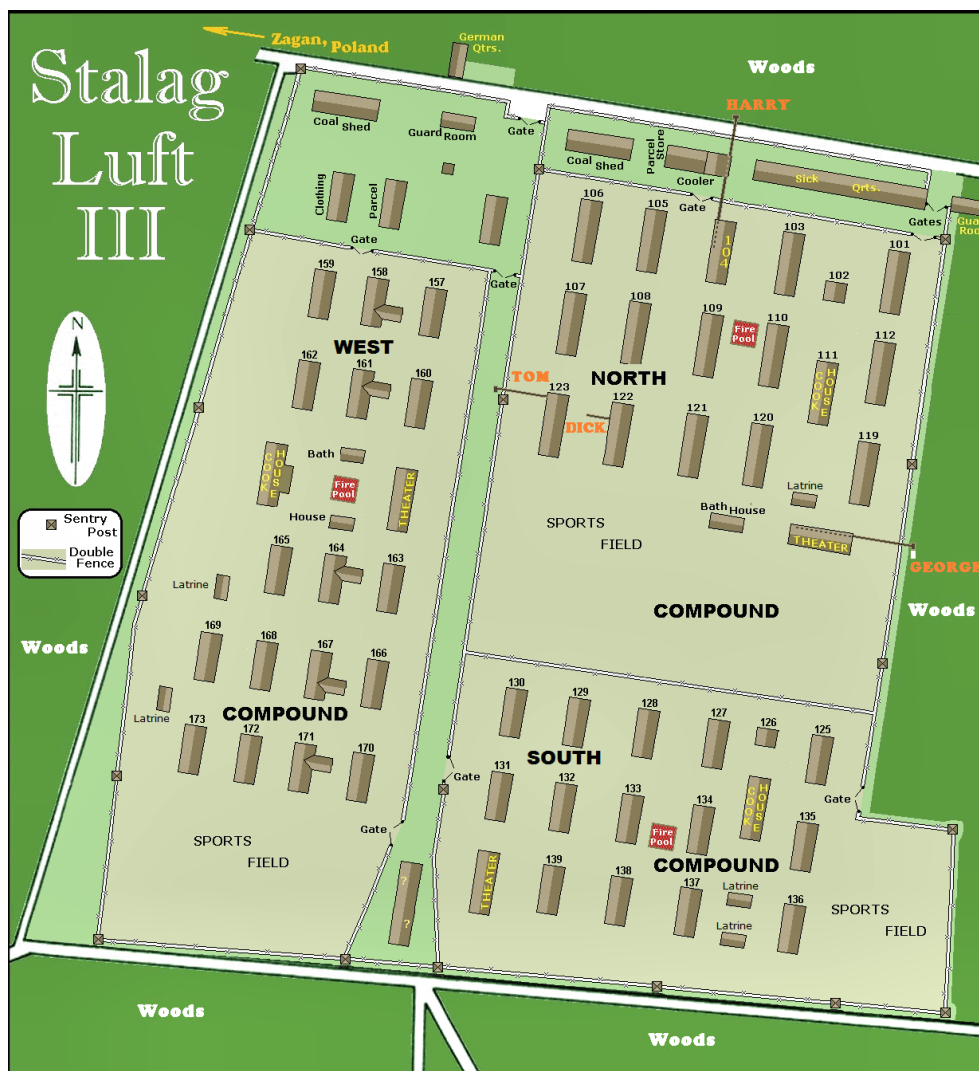 Stalag
Luft
III
Zagan, Poland
German
Qtrs.
Woods
HARRY
Coal Shed
Guard Room
Gate
Coal Shed
Parcel
Store
Cooler
Sick Qrts.
Gate
Gates
Clothing
Parcel
Gate
Gate
106
105
104
103
102
101
159
158
157
WEST
162
161
160
107
108
109
Fire
Pool
110
111
COOK
HOUSE
112
NORTH
TOM
123
DICK
122
121
120
119
N
COOK
HOUSE
Bath
Fire
Pool
House
THEATER
Latrine
Bath House
THEATER
GEORGE
SPORTS
FIELD
COMPOUND
Woods
Sentry
Post
Double
Fence
165
164
163
Latrine
Woods
169
168
167
166
Latrine
COMPOUND
173
172
171
170
SPORTS
FIELD
Gate
?
?
130
129
128
127
126
125
SOUTH
Gate
131
132
133
Fire
Pool
134
COOK
HOUSE
135
Gate
COMPOUND
THEATER
139
138
137
Latrine
Latrine
136
SPORTS
FIELD
Woods
Woods